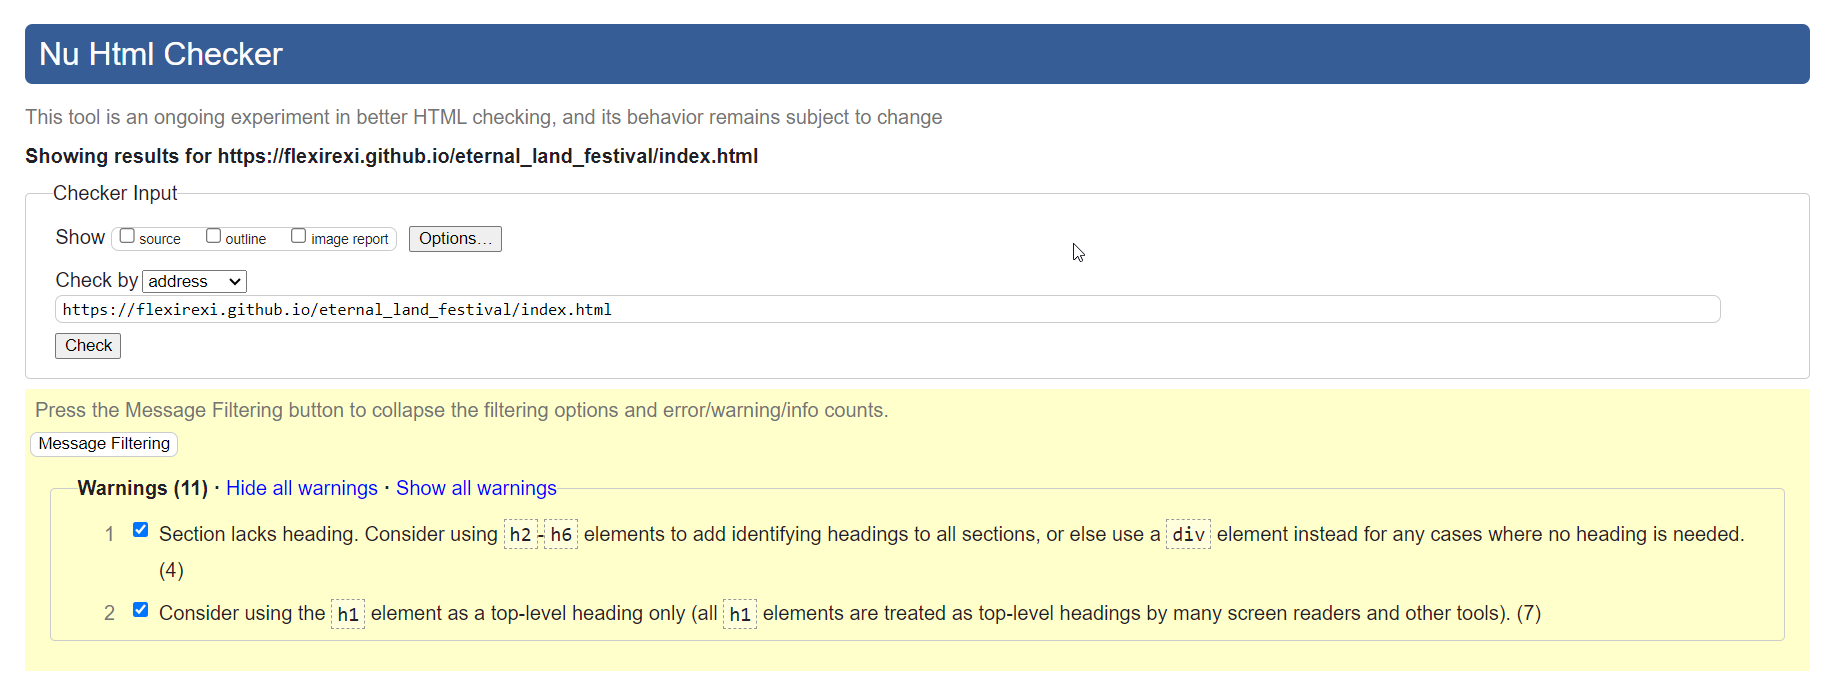 Nu Html Checker
This tool is an ongoing experiment in better HTML checking, and its behavior remains subject to change
Showing results for https://flexirexi.github.io/eternal_land_festival/index.html
Checker Input
Show source outline image report Options...
Check by address
https://flexirexi.github.io/eternal_land_festival/index.html
Check
Press the Message Filtering button to collapse the filtering options and error/warning/info counts.
Message Filtering
Warnings (11) · Hide all warnings · Show all warnings
1 Section lacks heading. Consider using h2-h6 elements to add identifying headings to all sections, or else use a div element instead for any cases where no heading is needed.
(4)
2 Consider using the h1 element as a top-level heading only (all h1 elements are treated as top-level headings by many screen readers and other tools). (7)